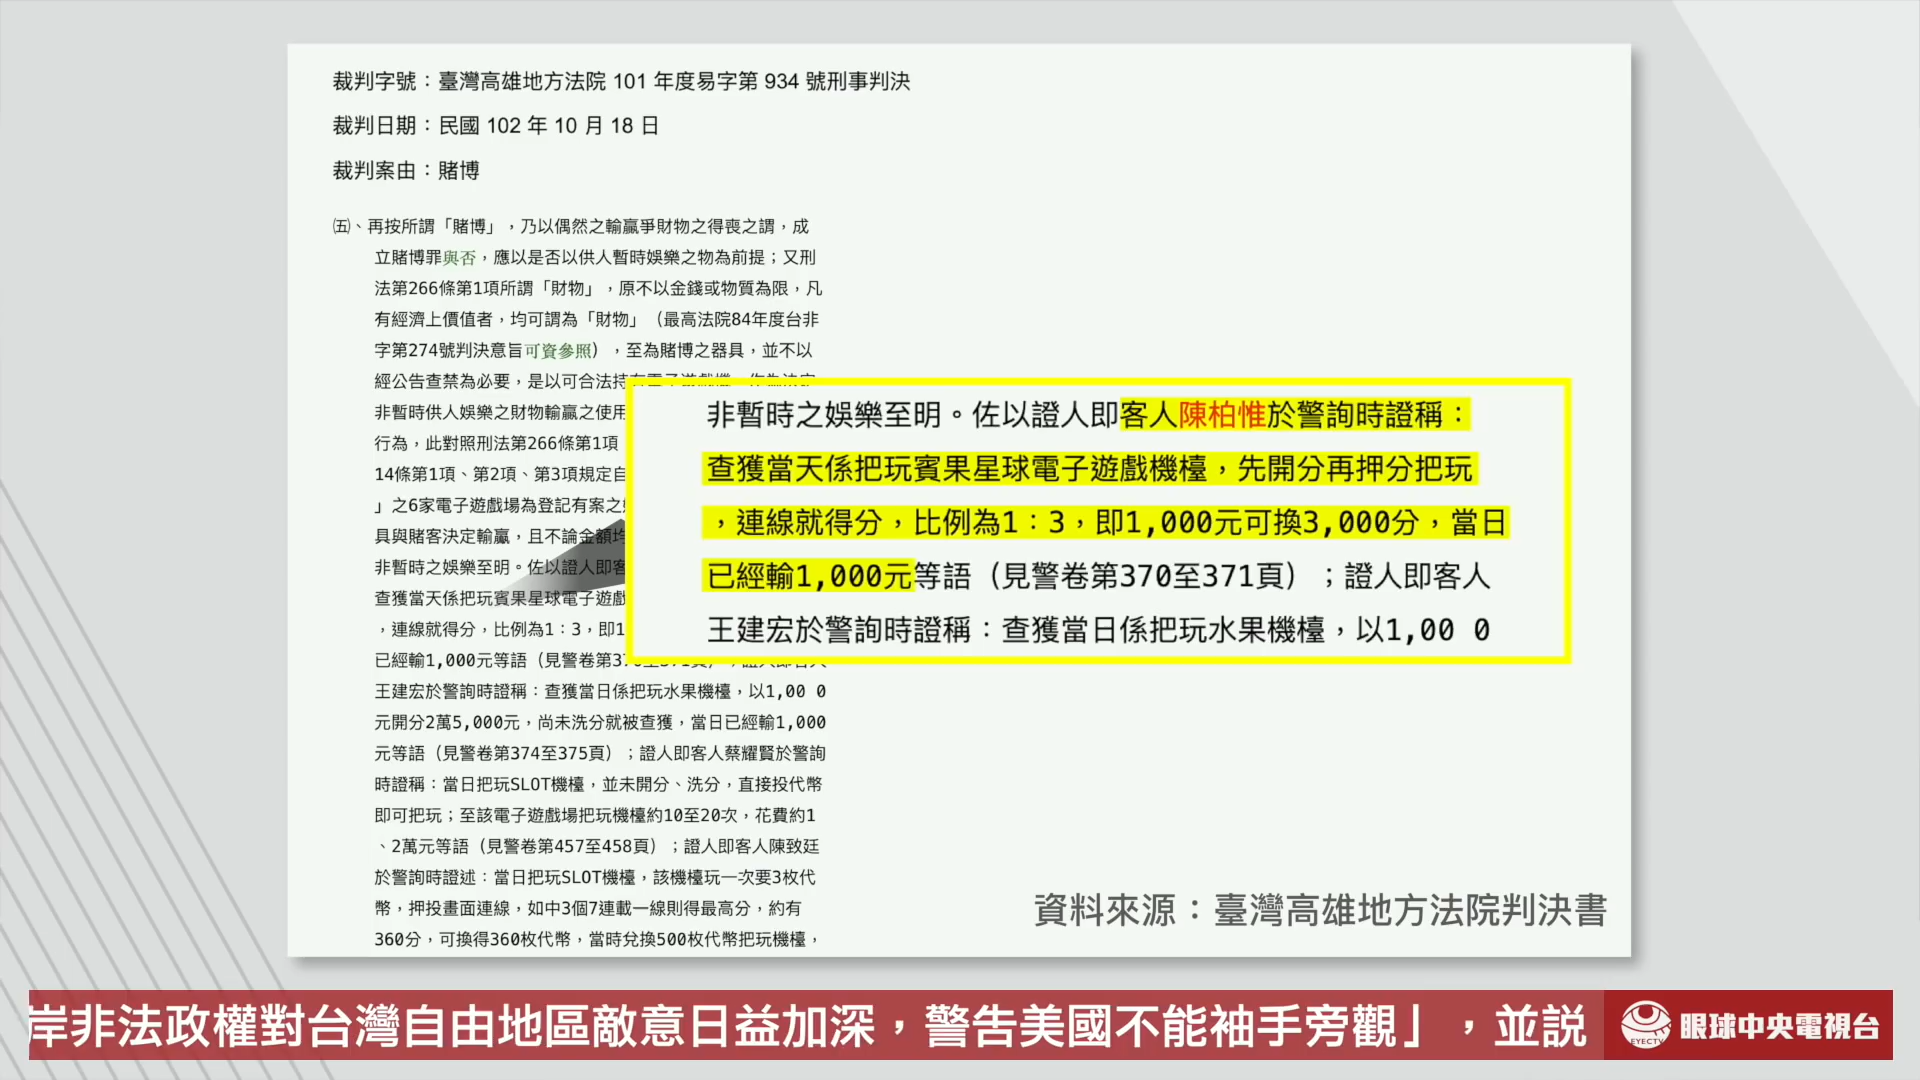 裁判字號：臺灣高雄地方法院 101 年度易字第 934 號刑事判決
裁判日期：民國 102 年 10 月 18 日
裁判案由：賭博
㈤、再按所謂「賭博」，乃以偶然之輸贏爭財物之得喪之謂，成
立賭博罪與否，應以是否以供人暫時娛樂之物為前提；又刑
法第266條第1項所謂「財物」，原不以金錢或物質為限，凡
有經濟上價值者，均可謂為「財物」（最高法院84年度台非
字第274號判決意旨可資參照），至為賭博之器具，並不以
經公告查禁為必要，是以可合法持
非暫時供人娛樂之財物輸贏之使用
行為，此對照刑法第266條第1項
14條第1項、第2項、第3項規定自
」之6家電子遊戲場為登記有案之
具與賭客決定輸贏，且不論金額均
非暫時之娛樂至明。佐以證人即客
查獲當天係把玩賓果星球電子遊戲
，連線就得分，比例為1：3，即1
已經輸1,000元等語（見警卷第37
王建宏於警詢時證稱：查獲當日係把玩水果機檯，以1,00 0
元開分2萬5,000元，尚未洗分就被查獲，當日已經輸1,000
元等語（見警卷第374至375頁）；證人即客人蔡耀賢於警詢
時證稱：當日把玩SLOT機檯，並未開分、洗分，直接投代幣
即可把玩；至該電子遊戲場把玩機檯約10至20次，花費約1
、2萬元等語（見警卷第457至458頁）；證人即客人陳致廷
於警詢時證述：當日把玩SLOT機檯，該機檯玩一次要3枚代
幣，押投畫面連線，如中3個7連載一線則得最高分，約有
360分，可換得360枚代幣，當時兌換500枚代幣把玩機檯，
非暫時之娛樂至明。佐以證人即客人陳柏惟於警詢時證稱：
查獲當天係把玩賓果星球電子遊戲機檯，先開分再押分把玩
，連線就得分，比例為1：3，即1,000元可換3,000分，當日
已經輸1,000元等語（見警卷第370至371頁）；證人即客人
王建宏於警詢時證稱：查獲當日係把玩水果機檯，以1,00 0
資料來源：臺灣高雄地方法院判決書
岸非法政權對台灣自由地區敵意日益加深，警告美國不能袖手旁觀」，並説
EYECTV
眼球中央電視台